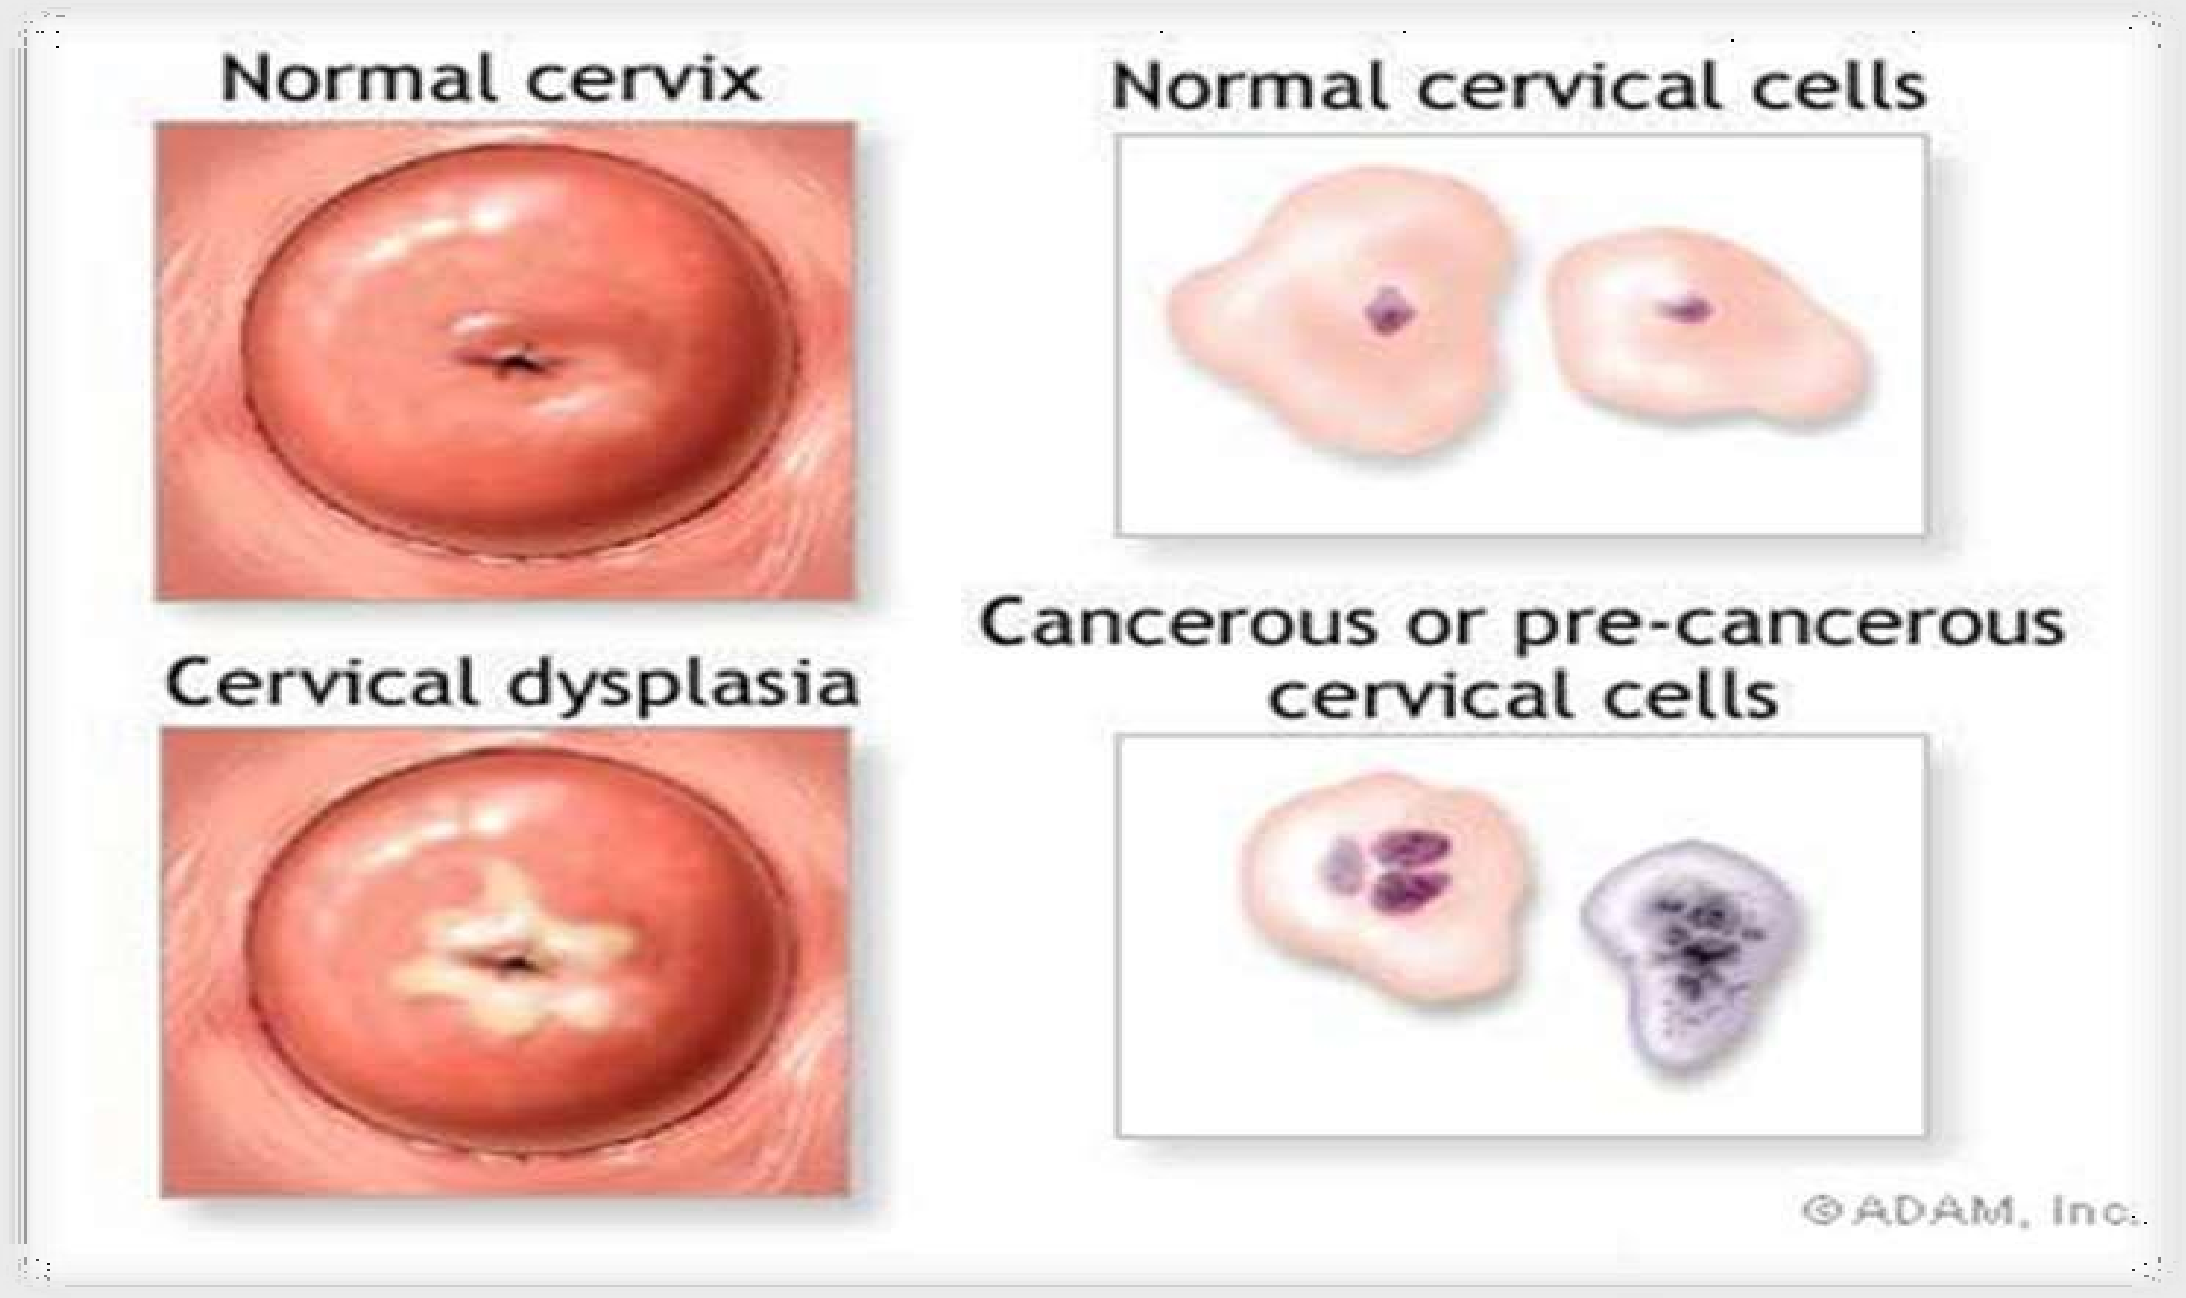 Normal cervix
Normal cervical cells
Cervical dysplasia
Cancerous or pre-cancerous
cervical cells
©ADAM, Inc.